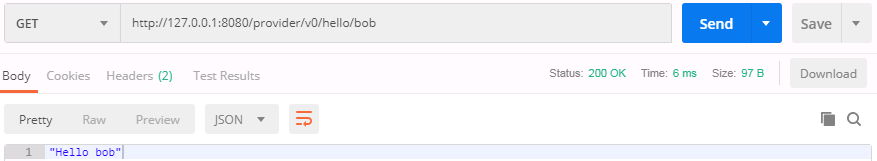 GET http://127.0.0.1:8080/provider/v0/hello/bob Send Save
Body Cookies Headers (2) Test Results Status: 200 OK Time: 6 ms Size: 97 B Download
Pretty Raw Preview JSON
1 "Hello bob"